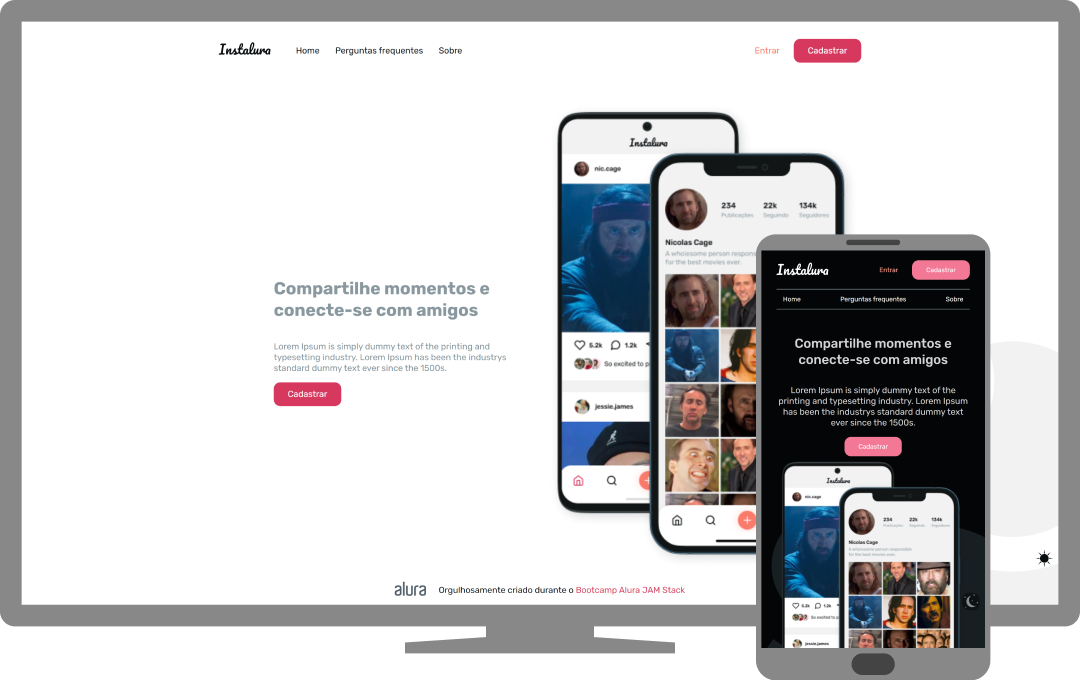 Instalura Home Perguntas frequentes Sobre Entrar Cadastrar
Compartilhe momentos e
conecte-se com amigos
Lorem Ipsum is simply dummy text of the printing and
typesetting industry. Lorem Ipsum has been the industrys
standard dummy text ever since the 1500s.
Cadastrar
Instalura
nic.cage
5.2k 1.2k
So excited to p
jessie.james
234 22k 134k
Publicações Seguindo Seguidores
Nicolas Cage
A wholesome person respons
for the best movies ever.
alura Orgulhosamente criado durante o Bootcamp Alura JAM Stack
Instalura Entrar Cadastrar
Home Perguntas frequentes Sobre
Compartilhe momentos e
conecte-se com amigos
Lorem Ipsum is simply dummy text of the
printing and typesetting industry. Lorem Ipsum
has been the industrys standard dummy text
ever since the 1500s.
Cadastrar
Instalura
nic.cage
5.2k 1.2k
So excited to p
jessie.james
234 22k 134k
Publicações Seguindo Seguidores
Nicolas Cage
A wholesome person responsible
for the best movies ever.